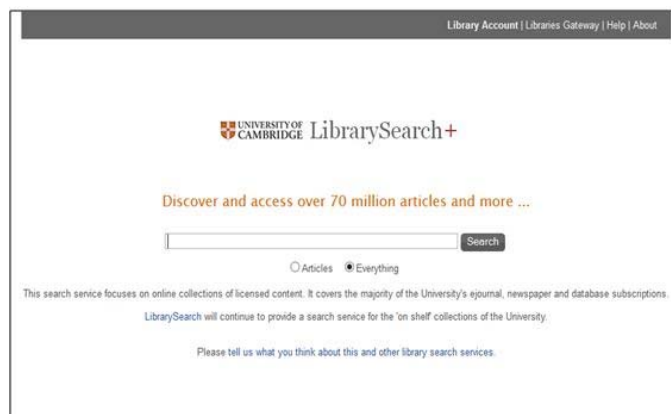 Library Account | Libraries Gateway | Help | About
UNIVERSITY OF
CAMBRIDGE LibrarySearch+
Discover and access over 70 million articles and more ...
Search
Articles Everything
This search service focuses on online collections of licensed content. It covers the majority of the University's ejournal, newspaper and database subscriptions.
LibrarySearch will continue to provide a search service for the 'on shelf' collections of the University.
Please tell us what you think about this and other library search services.